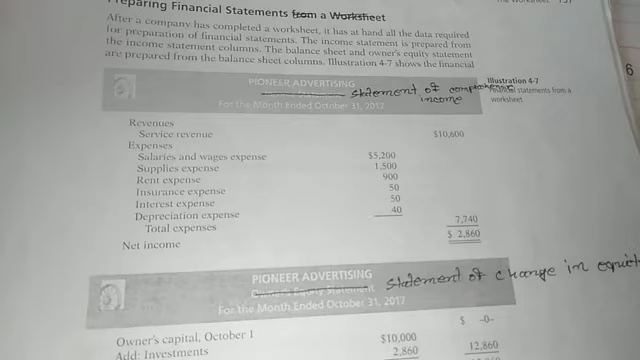 Preparing Financial Statements from a Worksheet
After a company has completed a worksheet, it has at hand all the data required
for preparation of financial statements. The income statement is prepared from
the income statement columns. The balance sheet and owner's equity statement
are prepared from the balance sheet columns. Illustration 4-7 shows the financial
6
Illustration 4-7
Financial statements from a
worksheet
PIONEER ADVERTISING
statement of comprehensive
income
For the Month Ended October 31, 2017
Revenues
Service revenue $10,600
Expenses
Salaries and wages expense $5,200
Supplies expense 1,500
Rent expense 900
Insurance expense 50
Interest expense 50
Depreciation expense 40
Total expenses 7,740
Net income $ 2,860
PIONEER ADVERTISING
Owner's Equity Statement
statement of change in equity
For the Month Ended October 31, 2017
Owner's capital, October 1 $ -0-
Add: Investments $10,000
2,860 12,860